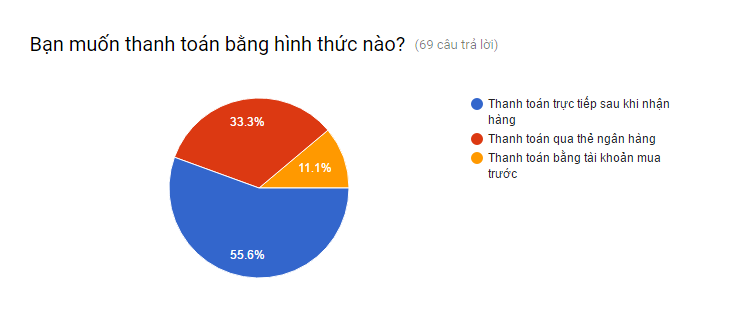 Bạn muốn thanh toán bằng hình thức nào? (69 câu trả lời)
33.3%
11.1%
55.6%
Thanh toán trực tiếp sau khi nhận
hàng
Thanh toán qua thẻ ngân hàng
Thanh toán bằng tài khoản mua
trước